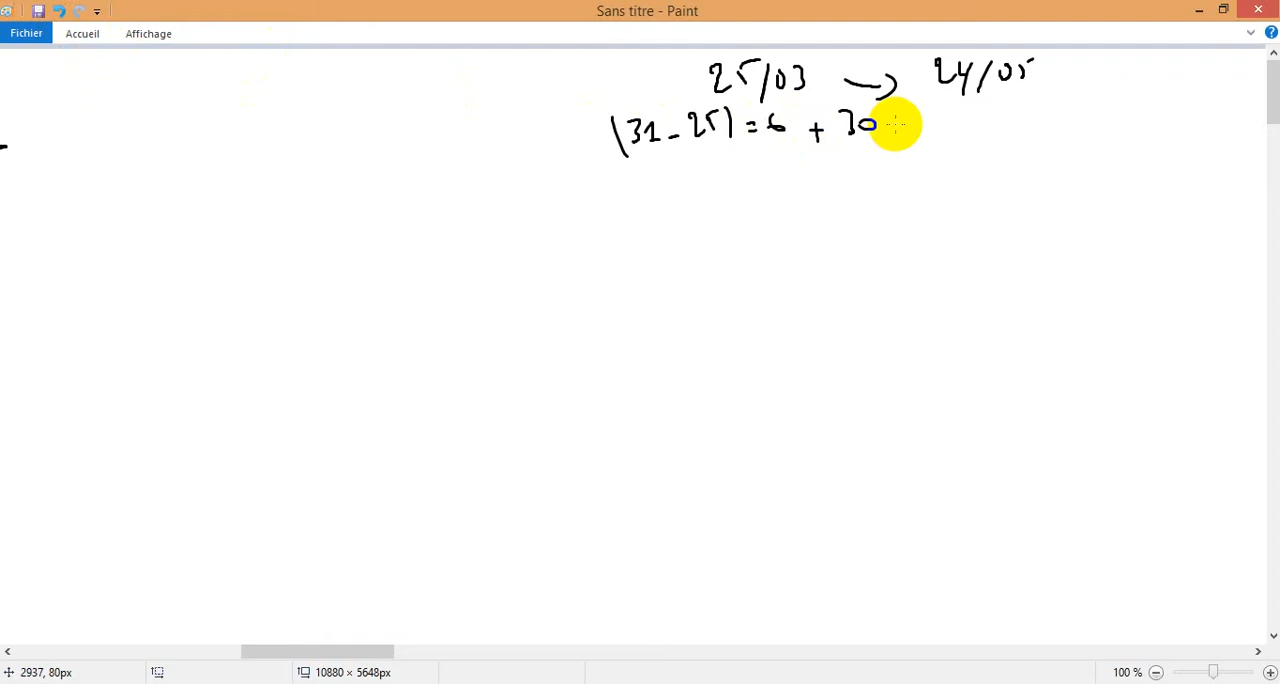 Sans titre - Paint
Fichier Accueil Affichage
25/03 → 24/05
(31 - 25) = 6 + 30
2937, 80px 10880 × 5648px 100 %